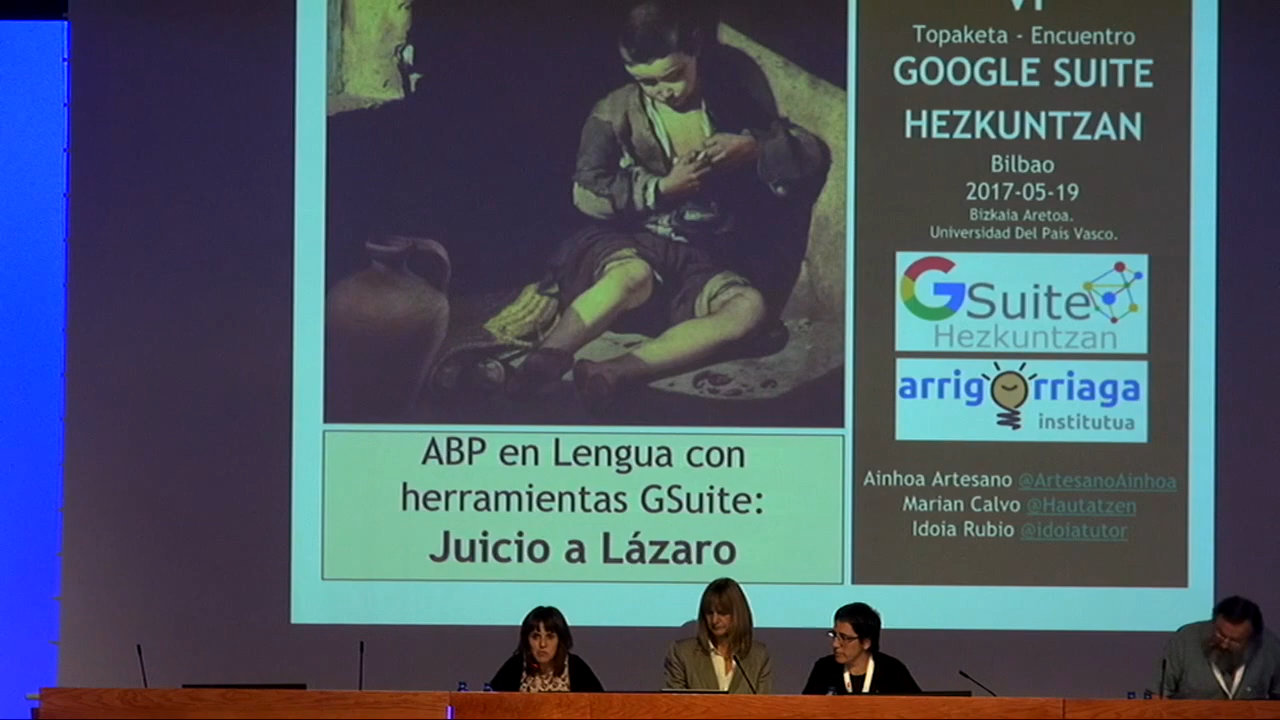 VI
Topaketa - Encuentro
GOOGLE SUITE
HEZKUNTZAN
Bilbao
2017-05-19
Bizkaia Aretoa.
Universidad Del País Vasco.
GSuite
Hezkuntzan
arrigorriaga
institutua
ABP en Lengua con
herramientas GSuite:
Juicio a Lázaro
Ainhoa Artesano @ArtesanoAinhoa
Marian Calvo @Hautatzen
Idoia Rubio @idoiatutor